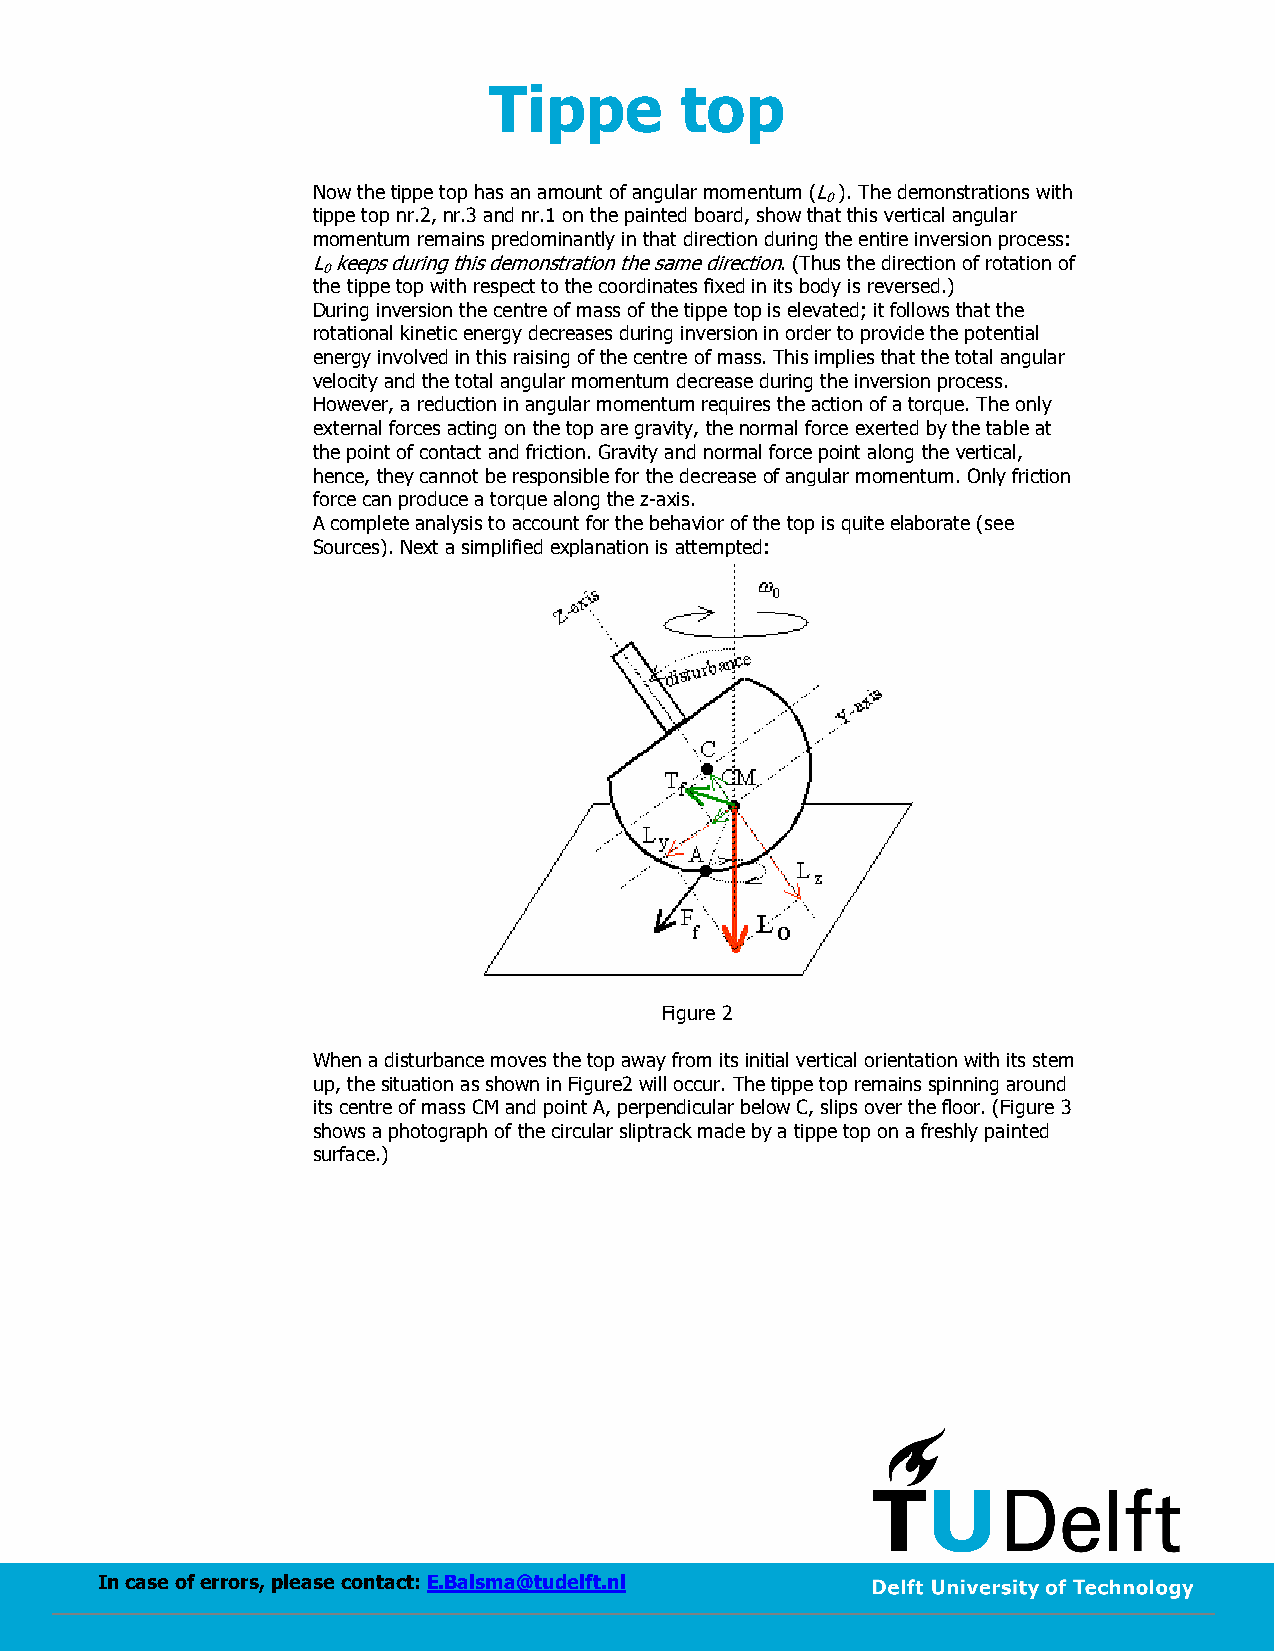 Tippe top
Now the tippe top has an amount of angular momentum (L₀ ). The demonstrations with
tippe top nr.2, nr.3 and nr.1 on the painted board, show that this vertical angular
momentum remains predominantly in that direction during the entire inversion process:
L₀ keeps during this demonstration the same direction. (Thus the direction of rotation of
the tippe top with respect to the coordinates fixed in its body is reversed.)
During inversion the centre of mass of the tippe top is elevated; it follows that the
rotational kinetic energy decreases during inversion in order to provide the potential
energy involved in this raising of the centre of mass. This implies that the total angular
velocity and the total angular momentum decrease during the inversion process.
However, a reduction in angular momentum requires the action of a torque. The only
external forces acting on the top are gravity, the normal force exerted by the table at
the point of contact and friction. Gravity and normal force point along the vertical,
hence, they cannot be responsible for the decrease of angular momentum. Only friction
force can produce a torque along the z-axis.
A complete analysis to account for the behavior of the top is quite elaborate (see
Sources). Next a simplified explanation is attempted:
ω₀
Z-axis
disturbance
Y-axis
C
T_f
CM
L_y
A
L_z
F_f
L_O
Figure 2
When a disturbance moves the top away from its initial vertical orientation with its stem
up, the situation as shown in Figure2 will occur. The tippe top remains spinning around
its centre of mass CM and point A, perpendicular below C, slips over the floor. (Figure 3
shows a photograph of the circular sliptrack made by a tippe top on a freshly painted
surface.)
TUDelft
In case of errors, please contact: E.Balsma@tudelft.nl
Delft University of Technology